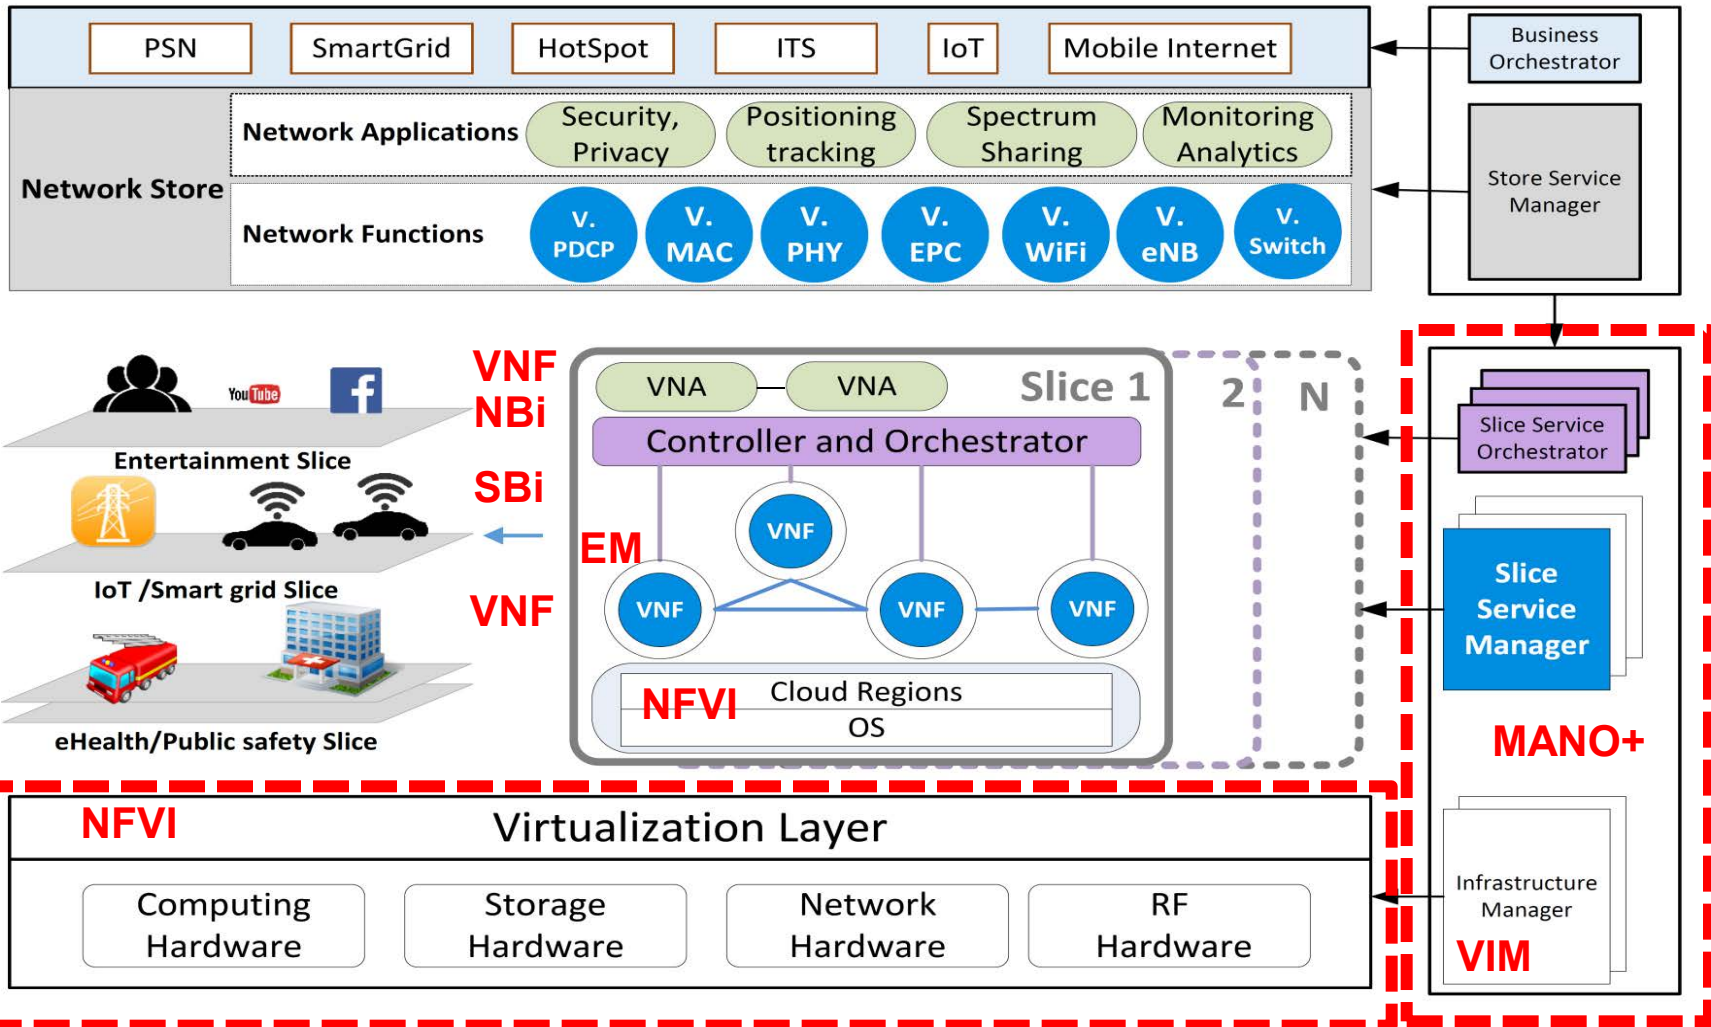 PSN
SmartGrid
HotSpot
ITS
IoT
Mobile Internet
Business
Orchestrator
Network Store
Network Applications
Security,
Privacy
Positioning
tracking
Spectrum
Sharing
Monitoring
Analytics
Network Functions
V.
PDCP
V.
MAC
V.
PHY
V.
EPC
V.
WiFi
V.
eNB
V.
Switch
Store Service
Manager
YouTube
f
Entertainment Slice
IoT /Smart grid Slice
eHealth/Public safety Slice
VNF
NBi
SBi
EM
VNF
VNA
VNA
Slice 1
2
N
Controller and Orchestrator
VNF
VNF
VNF
VNF
NFVI
Cloud Regions
OS
Slice Service
Orchestrator
Slice
Service
Manager
MANO+
Infrastructure
Manager
VIM
NFVI
Virtualization Layer
Computing
Hardware
Storage
Hardware
Network
Hardware
RF
Hardware